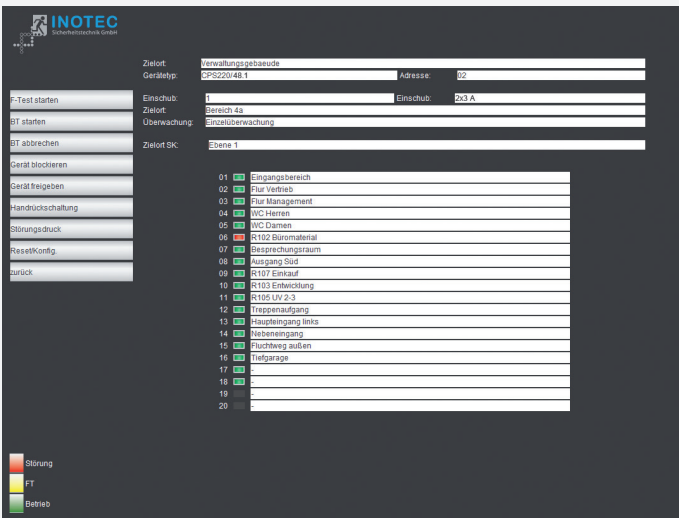 INOTEC
Sicherheitstechnik GmbH
Zielort: Verwaltungsgebaeude
Gerätetyp: CPS220/48.1 Adresse: 02
Einschub: 1 Einschub: 2x3 A
Zielort: Bereich 4a
Überwachung: Einzelüberwachung
Zielort SK: Ebene 1
F-Test starten
BT starten
BT abbrechen
Gerät blockieren
Gerät freigeben
Handrückschaltung
Störungsdruck
Reset/Konfig.
zurück
01 Eingangsbereich
02 Flur Vertrieb
03 Flur Management
04 WC Herren
05 WC Damen
06 R102 Büromaterial
07 Besprechungsraum
08 Ausgang Süd
09 R107 Einkauf
10 R103 Entwicklung
11 R105 UV 2-3
12 Treppenaufgang
13 Haupteingang links
14 Nebeneingang
15 Fluchtweg außen
16 Tiefgarage
17 -
18 -
19 -
20 -
Störung
FT
Betrieb